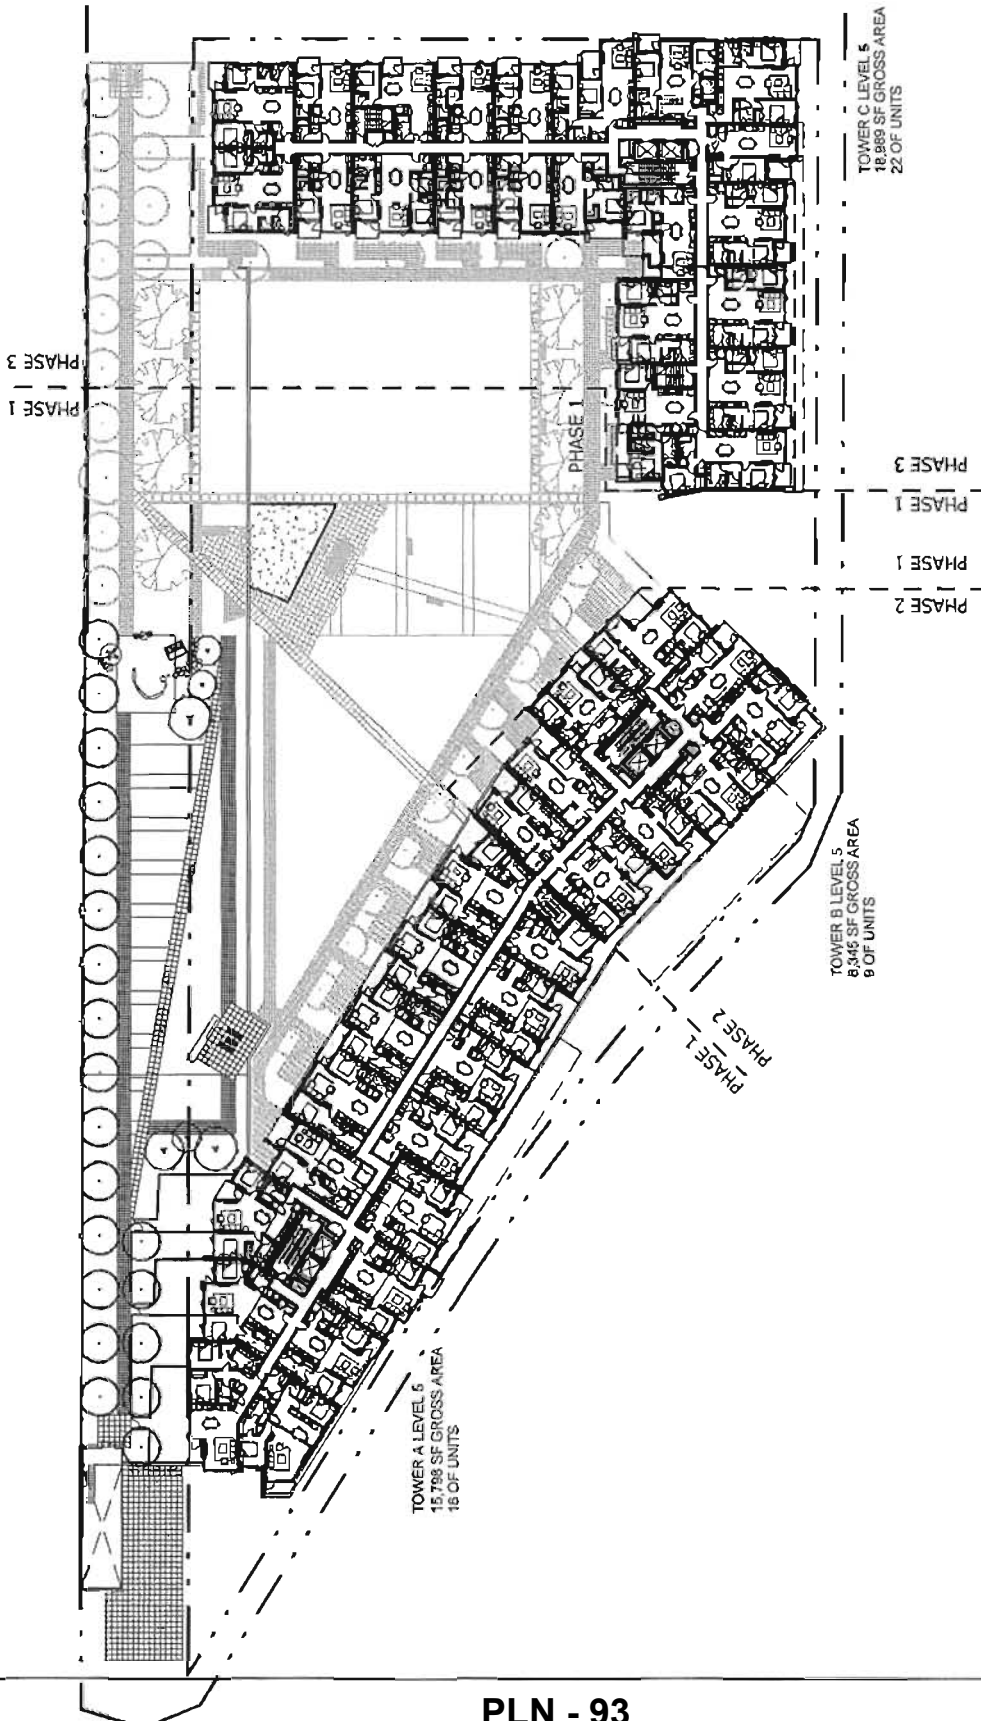 TOWER C LEVEL 5
18,889 SF GROSS AREA
22 OF UNITS
PHASE 3
PHASE 1
PHASE 1
PHASE 3
PHASE 1
PHASE 1
PHASE 2
TOWER B LEVEL 5
8,345 SF GROSS AREA
9 OF UNITS
PHASE 1
PHASE 2
TOWER A LEVEL 5
15,798 SF GROSS AREA
16 OF UNITS
PLN - 93